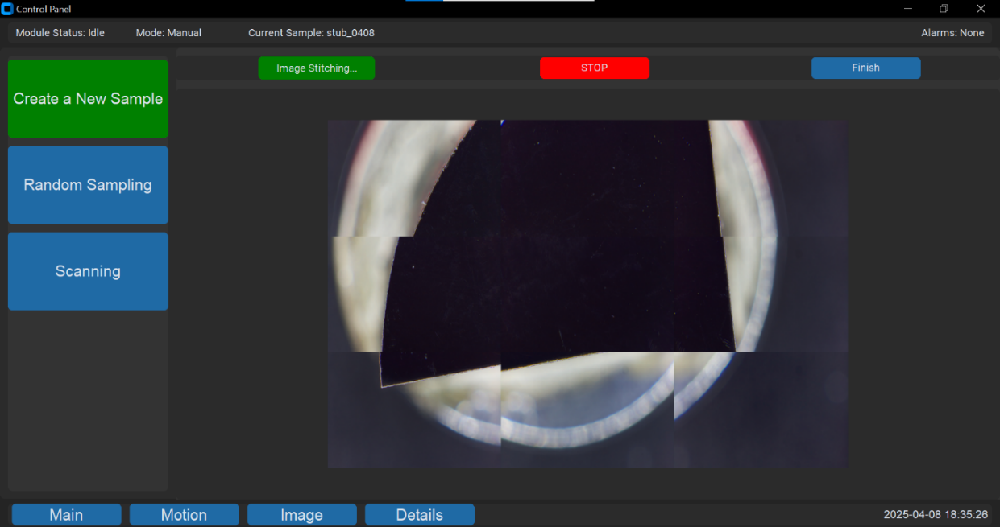 Control Panel
Module Status: Idle
Mode: Manual
Current Sample: stub_0408
Alarms: None
Create a New Sample
Image Stitching...
STOP
Finish
Random Sampling
Scanning
Main
Motion
Image
Details
2025-04-08 18:35:26